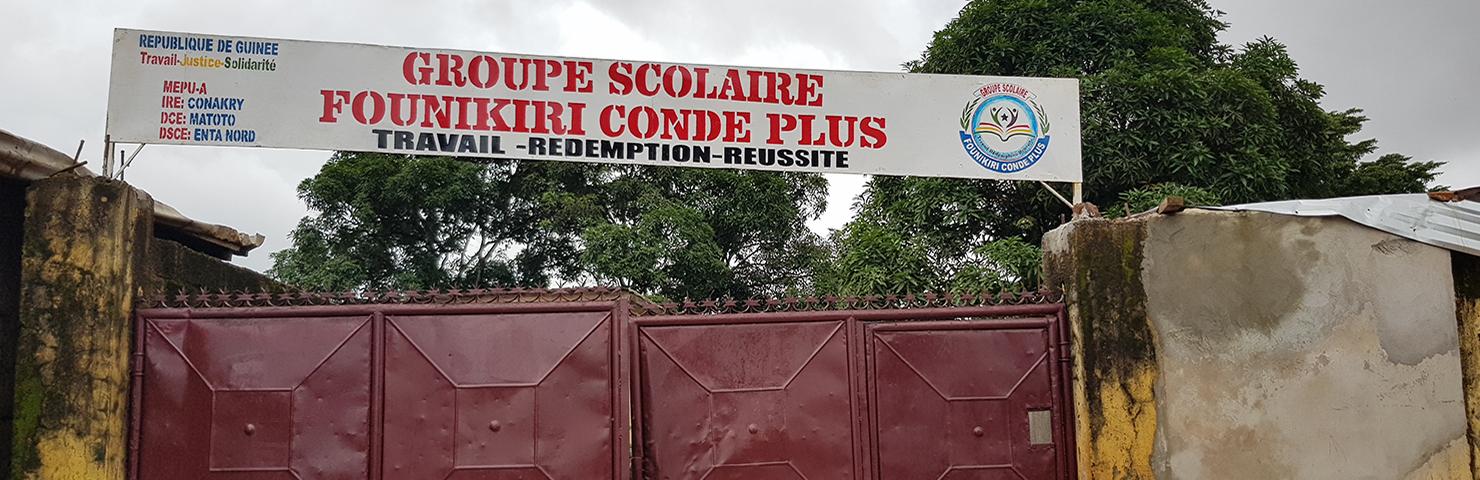 REPUBLIQUE DE GUINEE
Travail-Justice-Solidarité
MEPU-A
IRE: CONAKRY
DCE: MATOTO
DSCE: ENTA NORD
GROUPE SCOLAIRE
FOUNIKIRI CONDE PLUS
TRAVAIL -REDEMPTION-REUSSITE
GROUPE SCOLAIRE
FOUNIKIRI CONDE PLUS